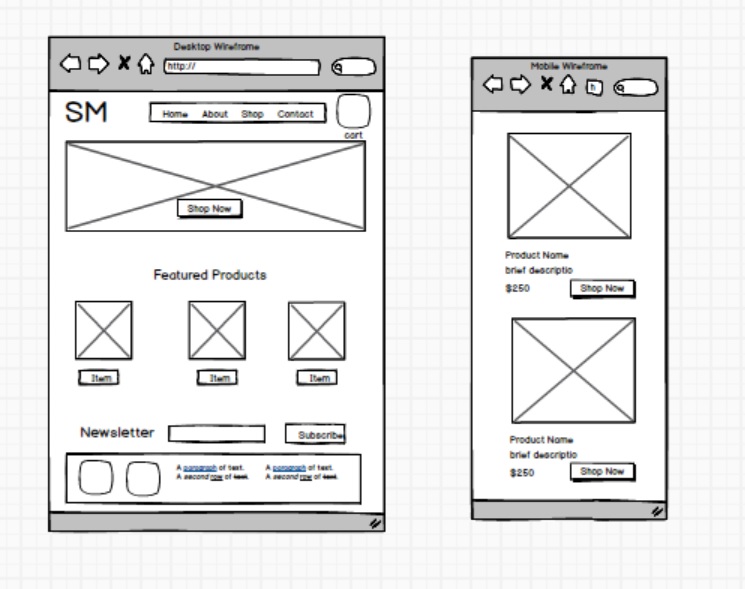 Desktop Wireframe
http://
SM
Home About Shop Contact
cart
Shop Now
Featured Products
Item Item Item
Newsletter Subscribe
A paragraph of text. A paragraph of text.
A second row of text. A second row of text.
Mobile Wireframe
h
Product Name
brief descriptio
$250 Shop Now
Product Name
brief descriptio
$250 Shop Now